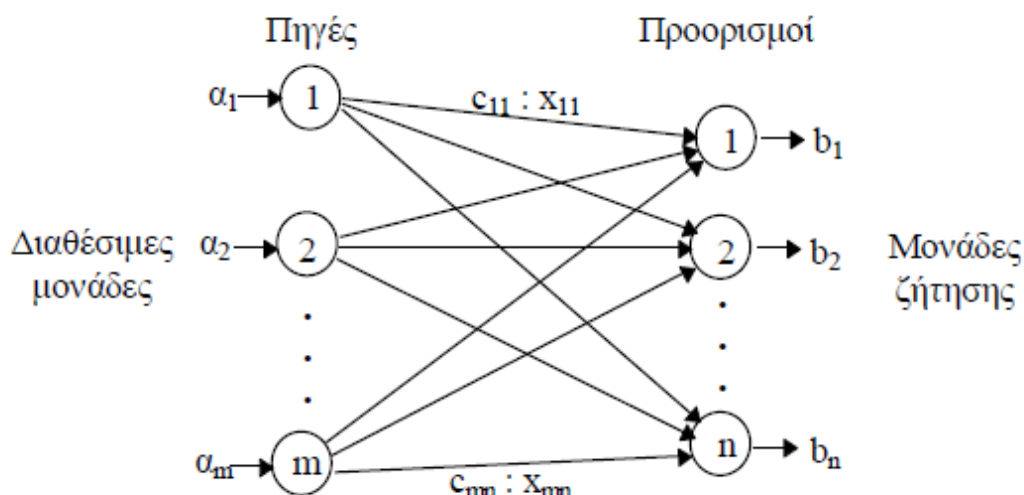 Πηγές Προορισμοί
α₁ 1 c₁₁ : x₁₁ 1 b₁
Διαθέσιμες μονάδες α₂ 2 2 b₂ Μονάδες ζήτησης
αₘ m cₘₙ : xₘₙ n bₙ